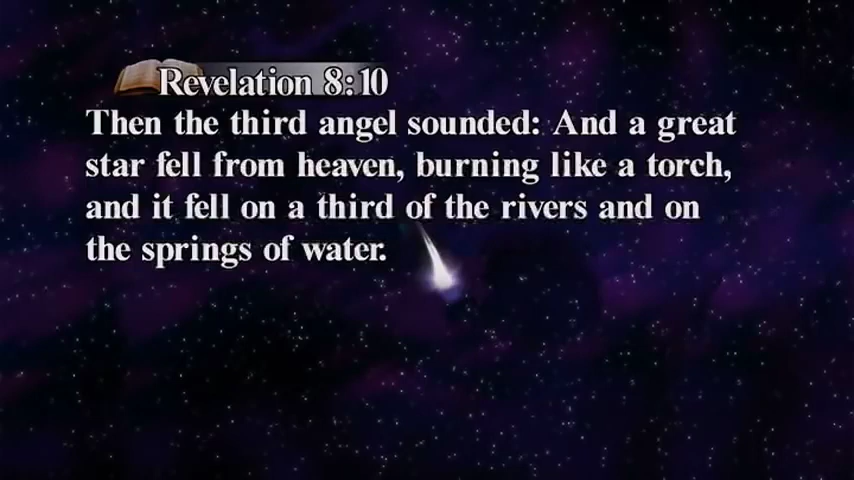 Revelation 8:10
Then the third angel sounded: And a great
star fell from heaven, burning like a torch,
and it fell on a third of the rivers and on
the springs of water.